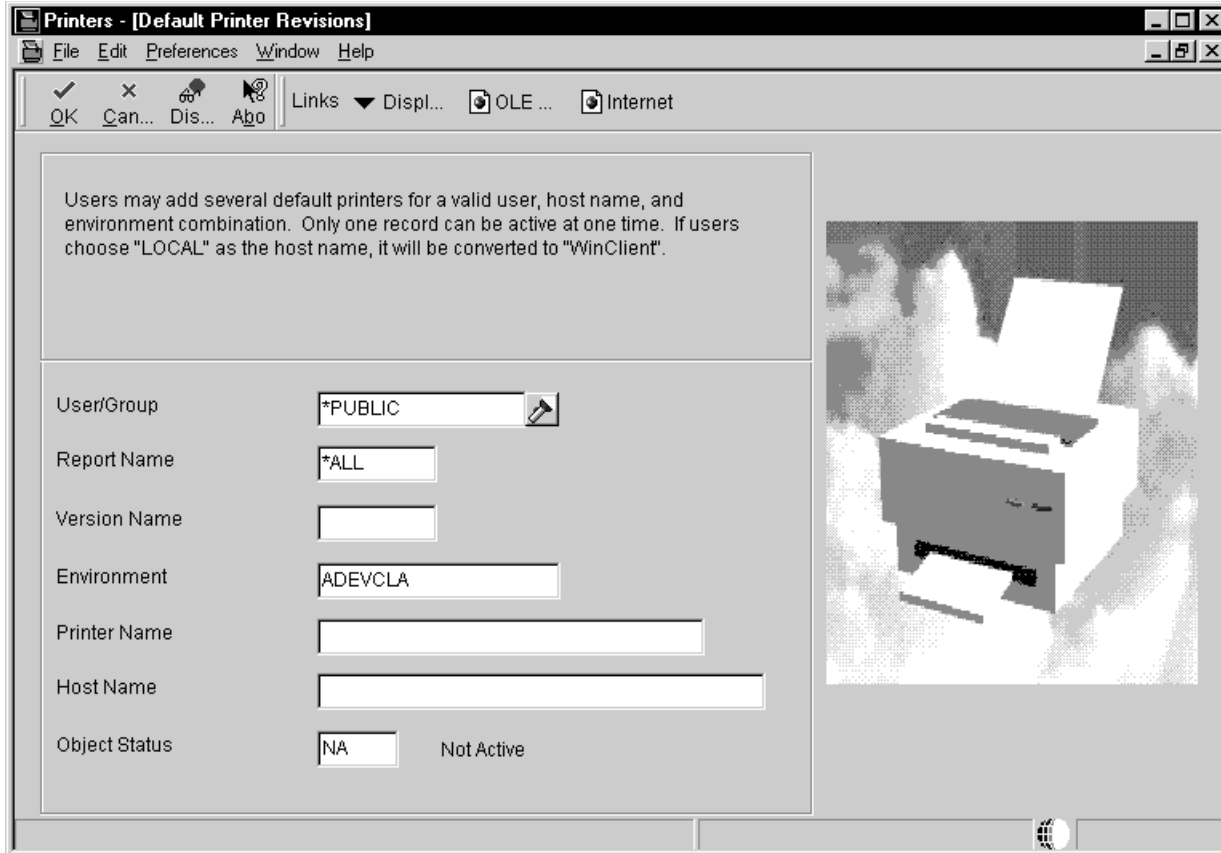 Printers - [Default Printer Revisions]
File Edit Preferences Window Help
OK Can... Dis... Abo Links Displ... OLE ... Internet
Users may add several default printers for a valid user, host name, and
environment combination. Only one record can be active at one time. If users
choose "LOCAL" as the host name, it will be converted to "WinClient".
User/Group *PUBLIC
Report Name *ALL
Version Name
Environment ADEVCLA
Printer Name
Host Name
Object Status NA Not Active